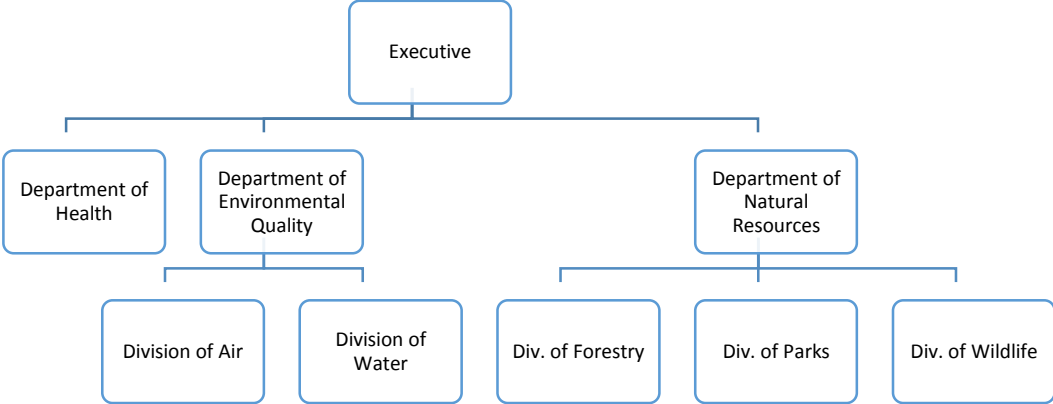 Executive
Department of
Health
Department of
Environmental
Quality
Department of
Natural
Resources
Division of Air
Division of
Water
Div. of Forestry
Div. of Parks
Div. of Wildlife